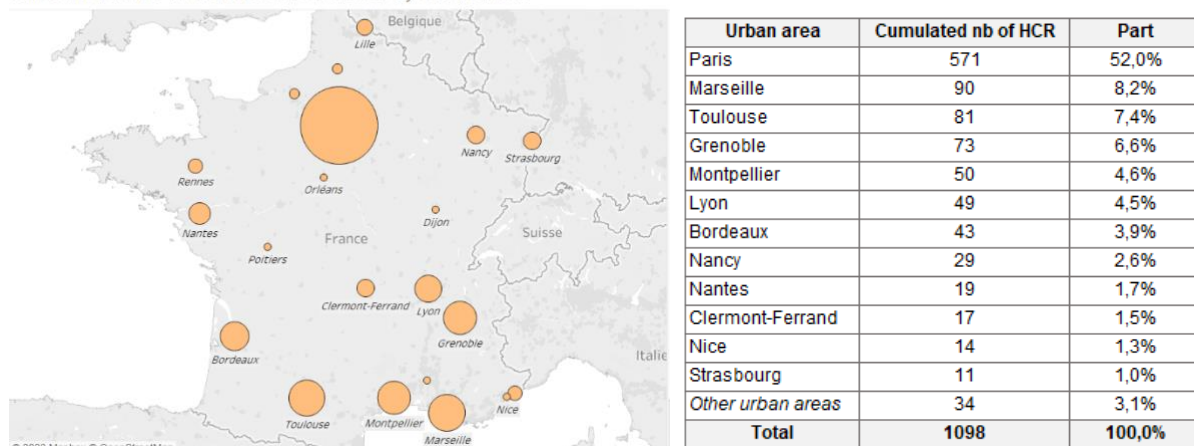 Belgique
Lille
Nancy
Strasbourg
Rennes
Orléans
Nantes
Dijon
France
Suisse
Poitiers
Clermont-Ferrand
Lyon
Grenoble
Bordeaux
Italie
Toulouse
Montpellier
Nice
Marseille
Urban area Cumulated nb of HCR Part
Paris 571 52,0%
Marseille 90 8,2%
Toulouse 81 7,4%
Grenoble 73 6,6%
Montpellier 50 4,6%
Lyon 49 4,5%
Bordeaux 43 3,9%
Nancy 29 2,6%
Nantes 19 1,7%
Clermont-Ferrand 17 1,5%
Nice 14 1,3%
Strasbourg 11 1,0%
Other urban areas 34 3,1%
Total 1098 100,0%